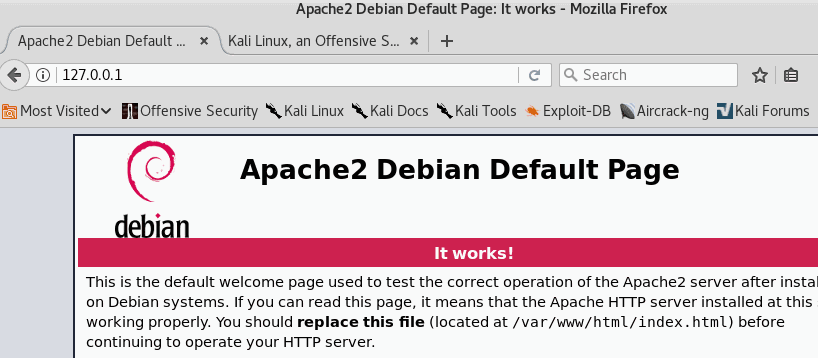 Apache2 Debian Default Page: It works - Mozilla Firefox
Apache2 Debian Default ... Kali Linux, an Offensive S...
127.0.0.1 Search
Most Visited Offensive Security Kali Linux Kali Docs Kali Tools Exploit-DB Aircrack-ng Kali Forums
debian
Apache2 Debian Default Page
It works!
This is the default welcome page used to test the correct operation of the Apache2 server after instal
on Debian systems. If you can read this page, it means that the Apache HTTP server installed at this
working properly. You should replace this file (located at /var/www/html/index.html) before
continuing to operate your HTTP server.